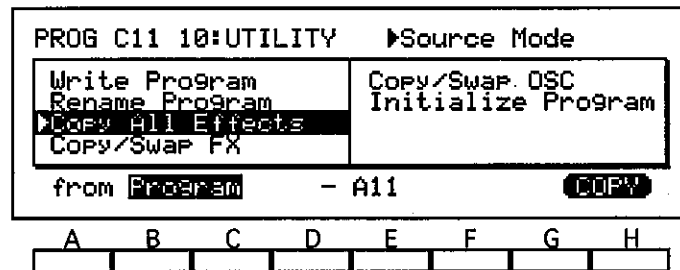 PROG C11 10:UTILITY ▶Source Mode
Write Program
Rename Program
▶Copy All Effects
Copy/Swap FX
Copy/Swap OSC
Initialize Program
from Program - A11 COPY
A B C D E F G H